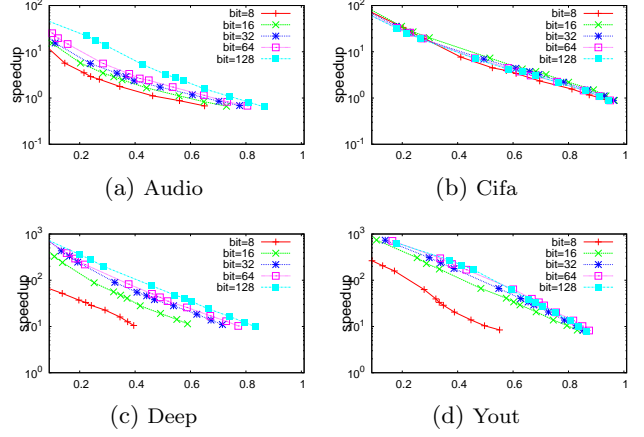 10²
bit=8
bit=16
bit=32
bit=64
bit=128
10¹
speedup
10⁰
10⁻¹
0.2 0.4 0.6 0.8 1
(a) Audio
10²
bit=8
bit=16
bit=32
bit=64
bit=128
10¹
speedup
10⁰
10⁻¹
0.2 0.4 0.6 0.8 1
(b) Cifa
10³
bit=8
bit=16
bit=32
bit=64
bit=128
10²
speedup
10¹
10⁰
0.2 0.4 0.6 0.8 1
(c) Deep
10³
bit=8
bit=16
bit=32
bit=64
bit=128
10²
speedup
10¹
10⁰
0.2 0.4 0.6 0.8 1
(d) Yout